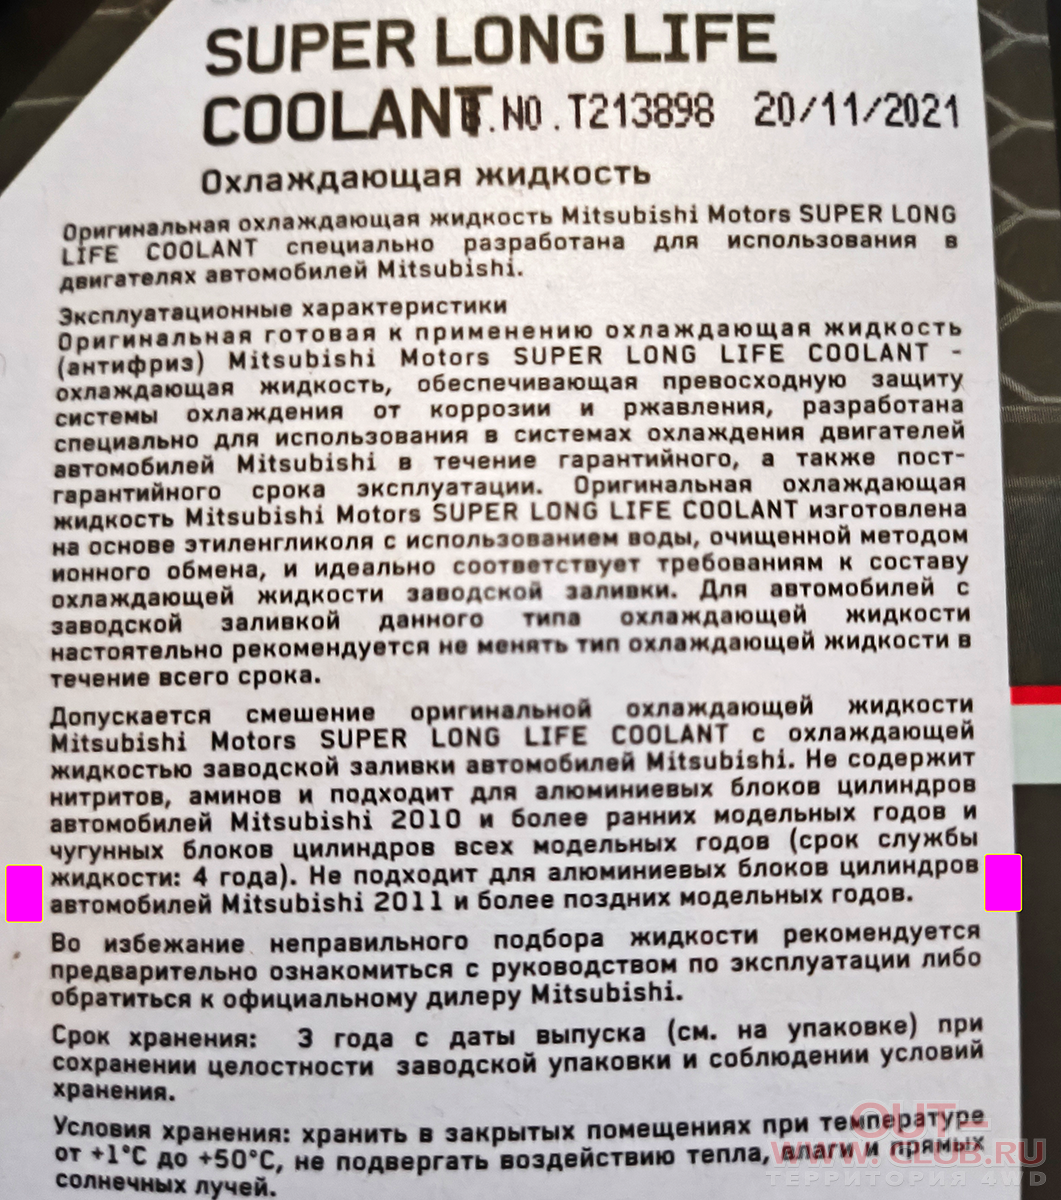 SUPER LONG LIFE
COOLANT .NO.T213898 20/11/2021
Охлаждающая жидкость
Оригинальная охлаждающая жидкость Mitsubishi Motors SUPER LONG
LIFE COOLANT специально разработана для использования в
двигателях автомобилей Mitsubishi.
Эксплуатационные характеристики
Оригинальная готовая к применению охлаждающая жидкость
(антифриз) Mitsubishi Motors SUPER LONG LIFE COOLANT -
охлаждающая жидкость, обеспечивающая превосходную защиту
системы охлаждения от коррозии и ржавления, разработана
специально для использования в системах охлаждения двигателей
автомобилей Mitsubishi в течение гарантийного, а также пост-
гарантийного срока эксплуатации. Оригинальная охлаждающая
жидкость Mitsubishi Motors SUPER LONG LIFE COOLANT изготовлена
на основе этиленгликоля с использованием воды, очищенной методом
ионного обмена, и идеально соответствует требованиям к составу
охлаждающей жидкости заводской заливки. Для автомобилей с
заводской заливкой данного типа охлаждающей жидкости
настоятельно рекомендуется не менять тип охлаждающей жидкости в
течение всего срока.
Допускается смешение оригинальной охлаждающей жидкости
Mitsubishi Motors SUPER LONG LIFE COOLANT с охлаждающей
жидкостью заводской заливки автомобилей Mitsubishi. Не содержит
нитритов, аминов и подходит для алюминиевых блоков цилиндров
автомобилей Mitsubishi 2010 и более ранних модельных годов и
чугунных блоков цилиндров всех модельных годов (срок службы
жидкости: 4 года). Не подходит для алюминиевых блоков цилиндров
автомобилей Mitsubishi 2011 и более поздних модельных годов.
Во избежание неправильного подбора жидкости рекомендуется
предварительно ознакомиться с руководством по эксплуатации либо
обратиться к официальному дилеру Mitsubishi.
Срок хранения: 3 года с даты выпуска (см. на упаковке) при
сохранении целостности заводской упаковки и соблюдении условий
хранения.
Условия хранения: хранить в закрытых помещениях при температуре
от +1°C до +50°C, не подвергать воздействию тепла, влаги и прямых
солнечных лучей.
OUT-
WWW.CLUB.RU
ТЕРРИТОРИЯ 4WD